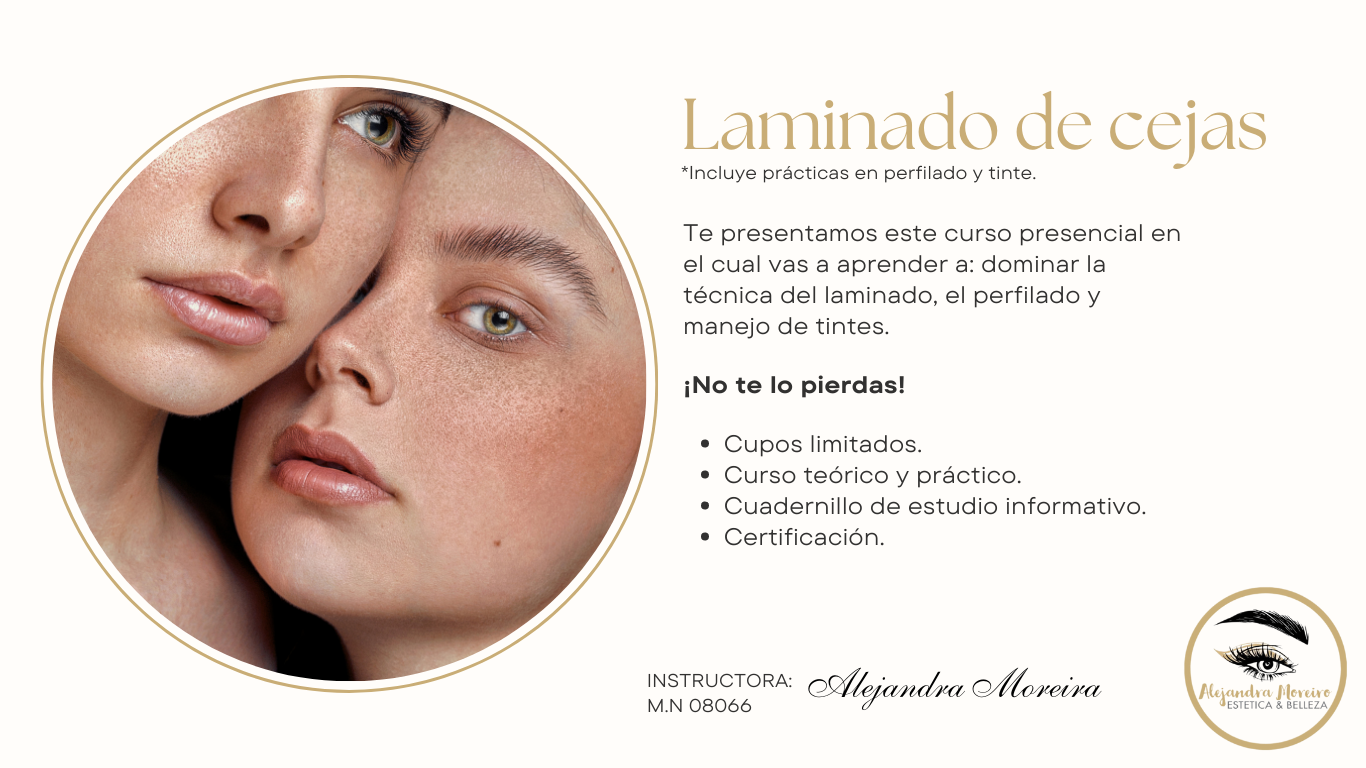 Laminado de cejas
*Incluye prácticas en perfilado y tinte.
Te presentamos este curso presencial en
el cual vas a aprender a: dominar la
técnica del laminado, el perfilado y
manejo de tintes.
¡No te lo pierdas!
• Cupos limitados.
• Curso teórico y práctico.
• Cuadernillo de estudio informativo.
• Certificación.
INSTRUCTORA: Alejandra Moreira
M.N 08066
Alejandra Moreiro
ESTETICA & BELLEZA